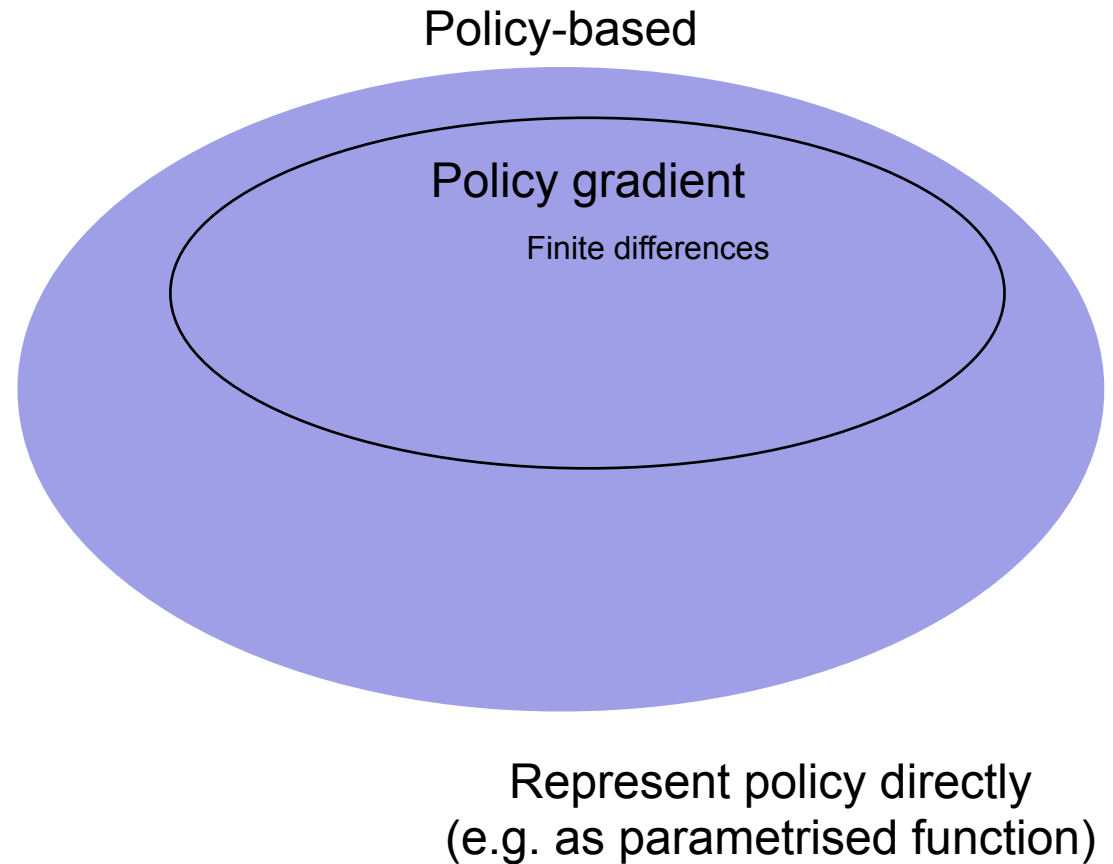 Policy-based
Policy gradient
Finite differences
Represent policy directly
(e.g. as parametrised function)